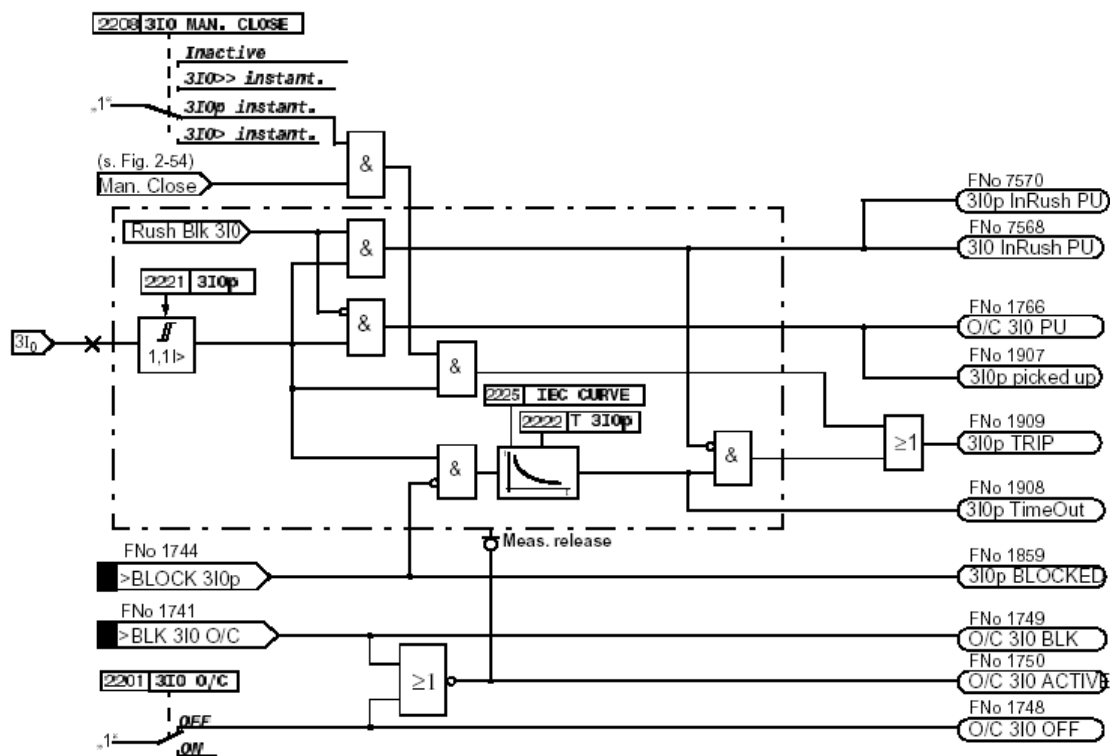 2208 3I0 MAN. CLOSE
Inactive
3I0>> instant.
„1“
3I0p instant.
3I0> instant.
(s. Fig. 2-54)
Man. Close
&
FNo 7570
3I0p InRush PU
Rush Blk 3I0
&
FNo 7568
3I0 InRush PU
2221 3I0p
FNo 1766
O/C 3I0 PU
3I0
1,1 I>
&
FNo 1907
3I0p picked up
&
2225 IEC CURVE
2222 T 3I0p
FNo 1909
3I0p TRIP
≥1
&
&
t
I
FNo 1908
3I0p TimeOut
Meas. release
FNo 1744
>BLOCK 3I0p
FNo 1859
3I0p BLOCKED
FNo 1741
>BLK 3I0 O/C
FNo 1749
O/C 3I0 BLK
≥1
FNo 1750
O/C 3I0 ACTIVE
2201 3I0 O/C
FNo 1748
O/C 3I0 OFF
OFF
„1“
ON